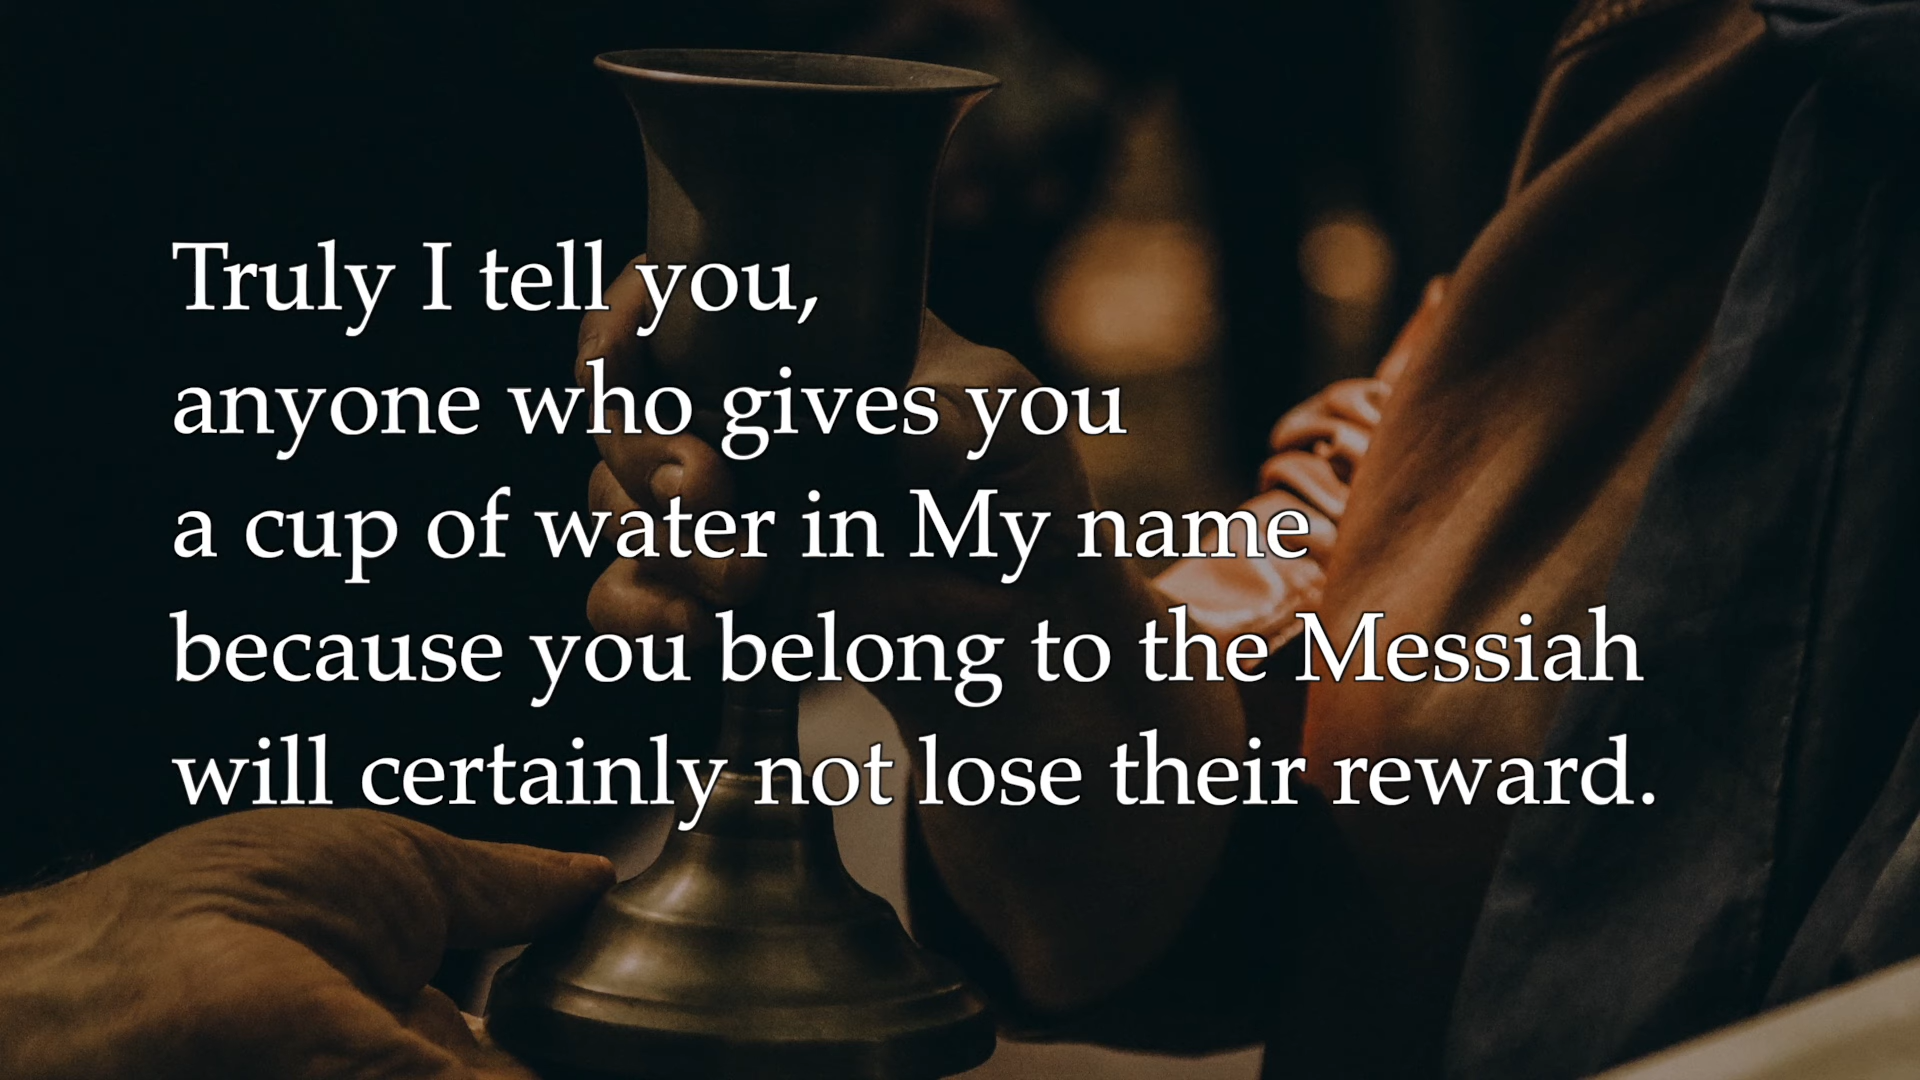 Truly I tell you,
anyone who gives you
a cup of water in My name
because you belong to the Messiah
will certainly not lose their reward.